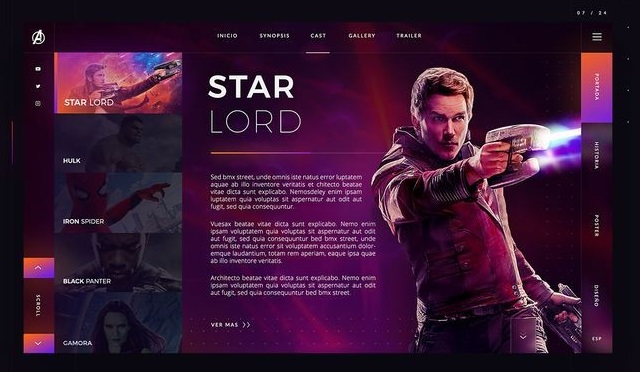 07 / 24
INICIO SYNOPSIS CAST GALLERY TRAILER
STAR LORD
HULK
IRON SPIDER
BLACK PANTER
GAMORA
SCROLL
STAR
LORD
Sed bmx street, unde omnis iste natus error luptatem
aquae ab illo inventore veritatis et chitecto beatae
vitae dicta sunt explicabo. Nemosdeley enim ipsam
luptatem quia voluptas sit aspernatur aut odit aut
fugit, sed quia consequuntur.
Vuesax beatae vitae dicta sunt explicabo. Nemo enim
ipsam voluptatem quia voluptas sit aspernatur aut odit
aut fugit, sed quia consequuntur bmx street, unde
omnis iste natus error sit voluptatem accusantium dolor-
emque laudantium, totam rem aperiam, eaque ipsa quae
ab illo inventore veritatis.
Architecto beatae vitae dicta sunt explicabo. Nemo enim
ipsam voluptatem quia voluptas sit aspernatur aut odit
aut fugit, sed quia consequuntur bed bmx street.
VER MAS
PORTADA
HISTORIA
POSTER
DISEÑO
ESP